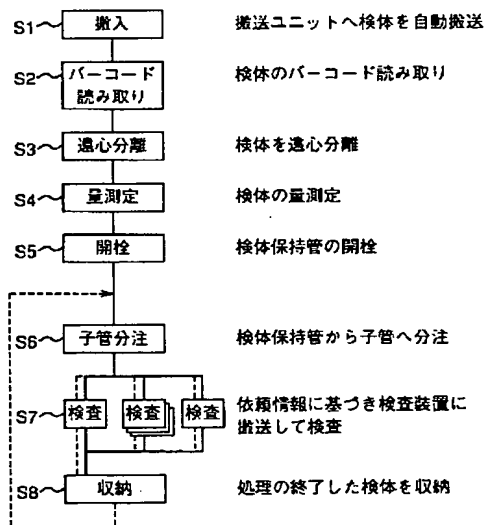 S1 搬入 搬送ユニットへ検体を自動搬送
S2 バーコード 検体のバーコード読み取り
読み取り
S3 遠心分離 検体を遠心分離
S4 量測定 検体の量測定
S5 開栓 検体保持管の開栓
S6 子管分注 検体保持管から子管へ分注
S7 検査 検査 検査 依頼情報に基づき検査装置に
搬送して検査
S8 収納 処理の終了した検体を収納